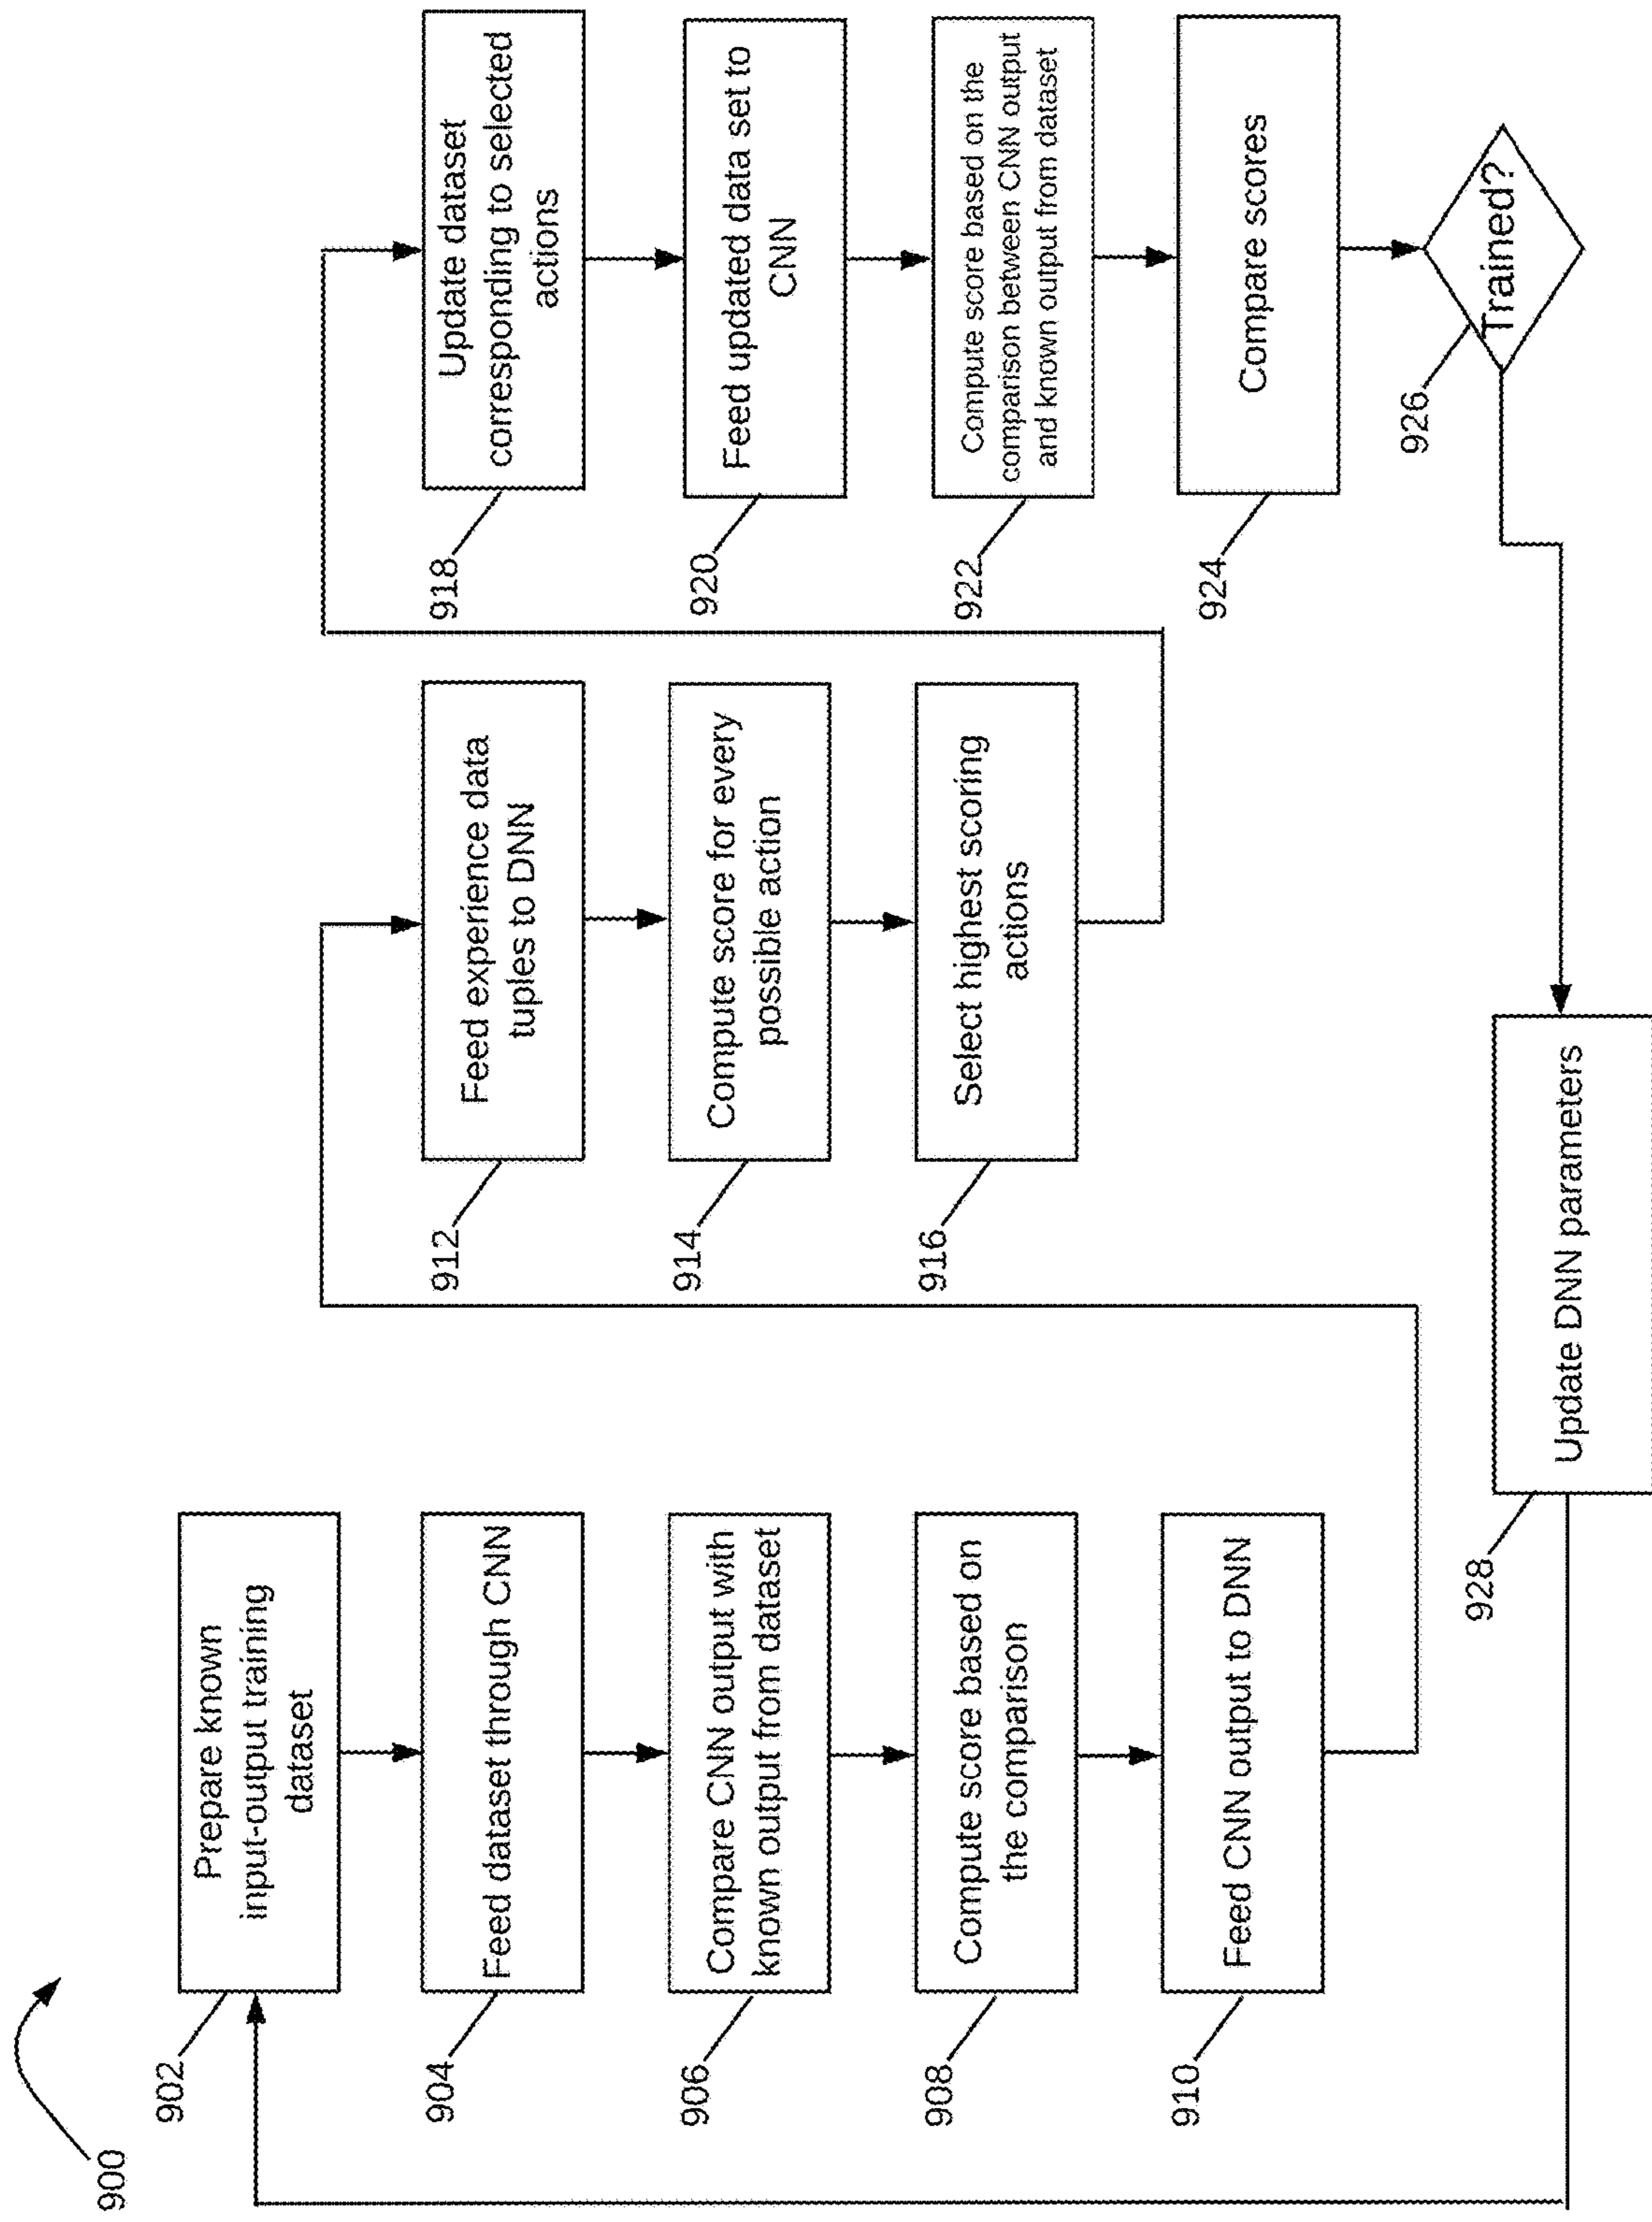 900
902
Prepare known
input-output training
dataset
904
Feed dataset through CNN
906
Compare CNN output with
known output from dataset
908
Compute score based on
the comparison
910
Feed CNN output to DNN
912
Feed experience data
tuples to DNN
914
Compute score for every
possible action
916
Select highest scoring
actions
918
Update dataset
corresponding to selected
actions
920
Feed updated data set to
CNN
922
Compute score based on the
comparison between CNN output
and known output from dataset
924
Compare scores
926
Trained?
928
Update DNN parameters